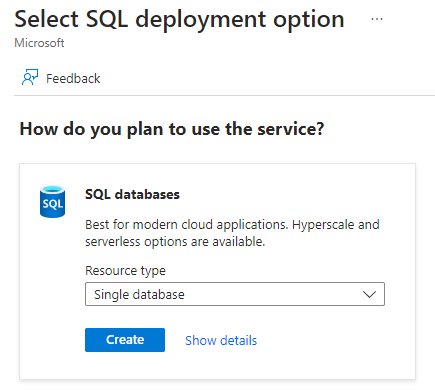 Select SQL deployment option ...
Microsoft
Feedback
How do you plan to use the service?
SQL
SQL databases
Best for modern cloud applications. Hyperscale and
serverless options are available.
Resource type
Single database
Create Show details